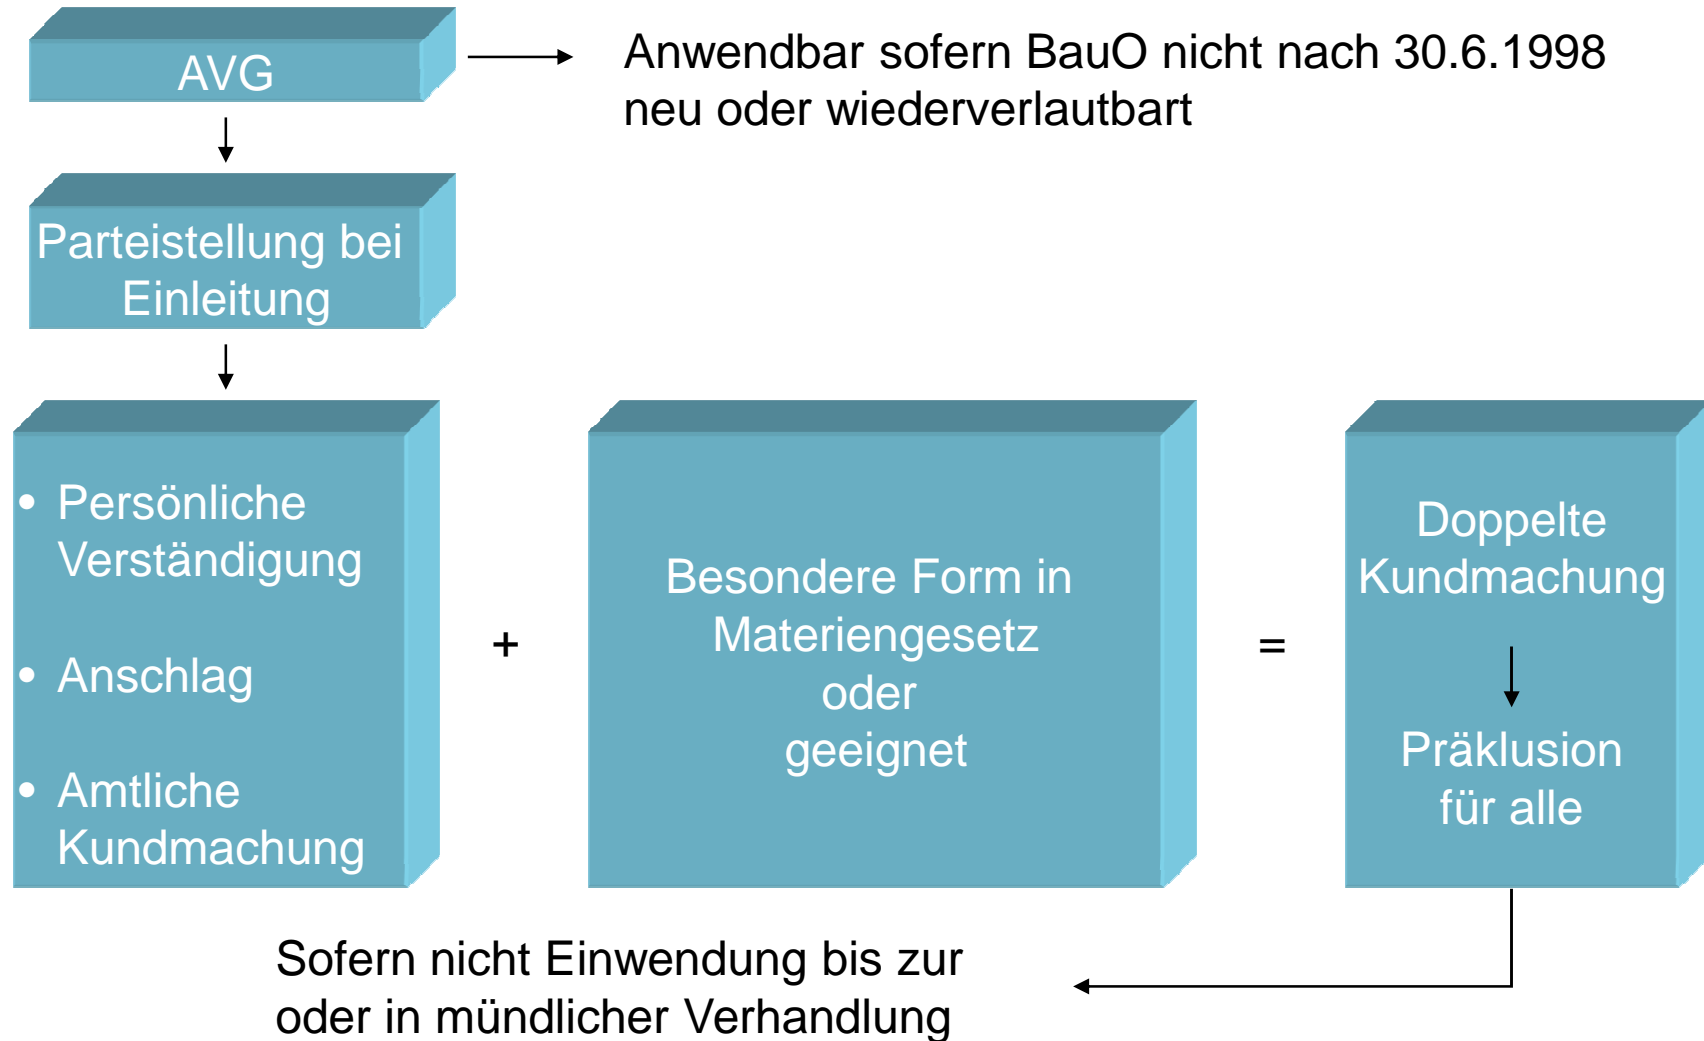 AVG
Anwendbar sofern BauO nicht nach 30.6.1998
neu oder wiederverlautbart
Parteistellung bei
Einleitung
• Persönliche
Verständigung
• Anschlag
• Amtliche
Kundmachung
+
Besondere Form in
Materiengesetz
oder
geeignet
=
Doppelte
Kundmachung
Präklusion
für alle
Sofern nicht Einwendung bis zur
oder in mündlicher Verhandlung